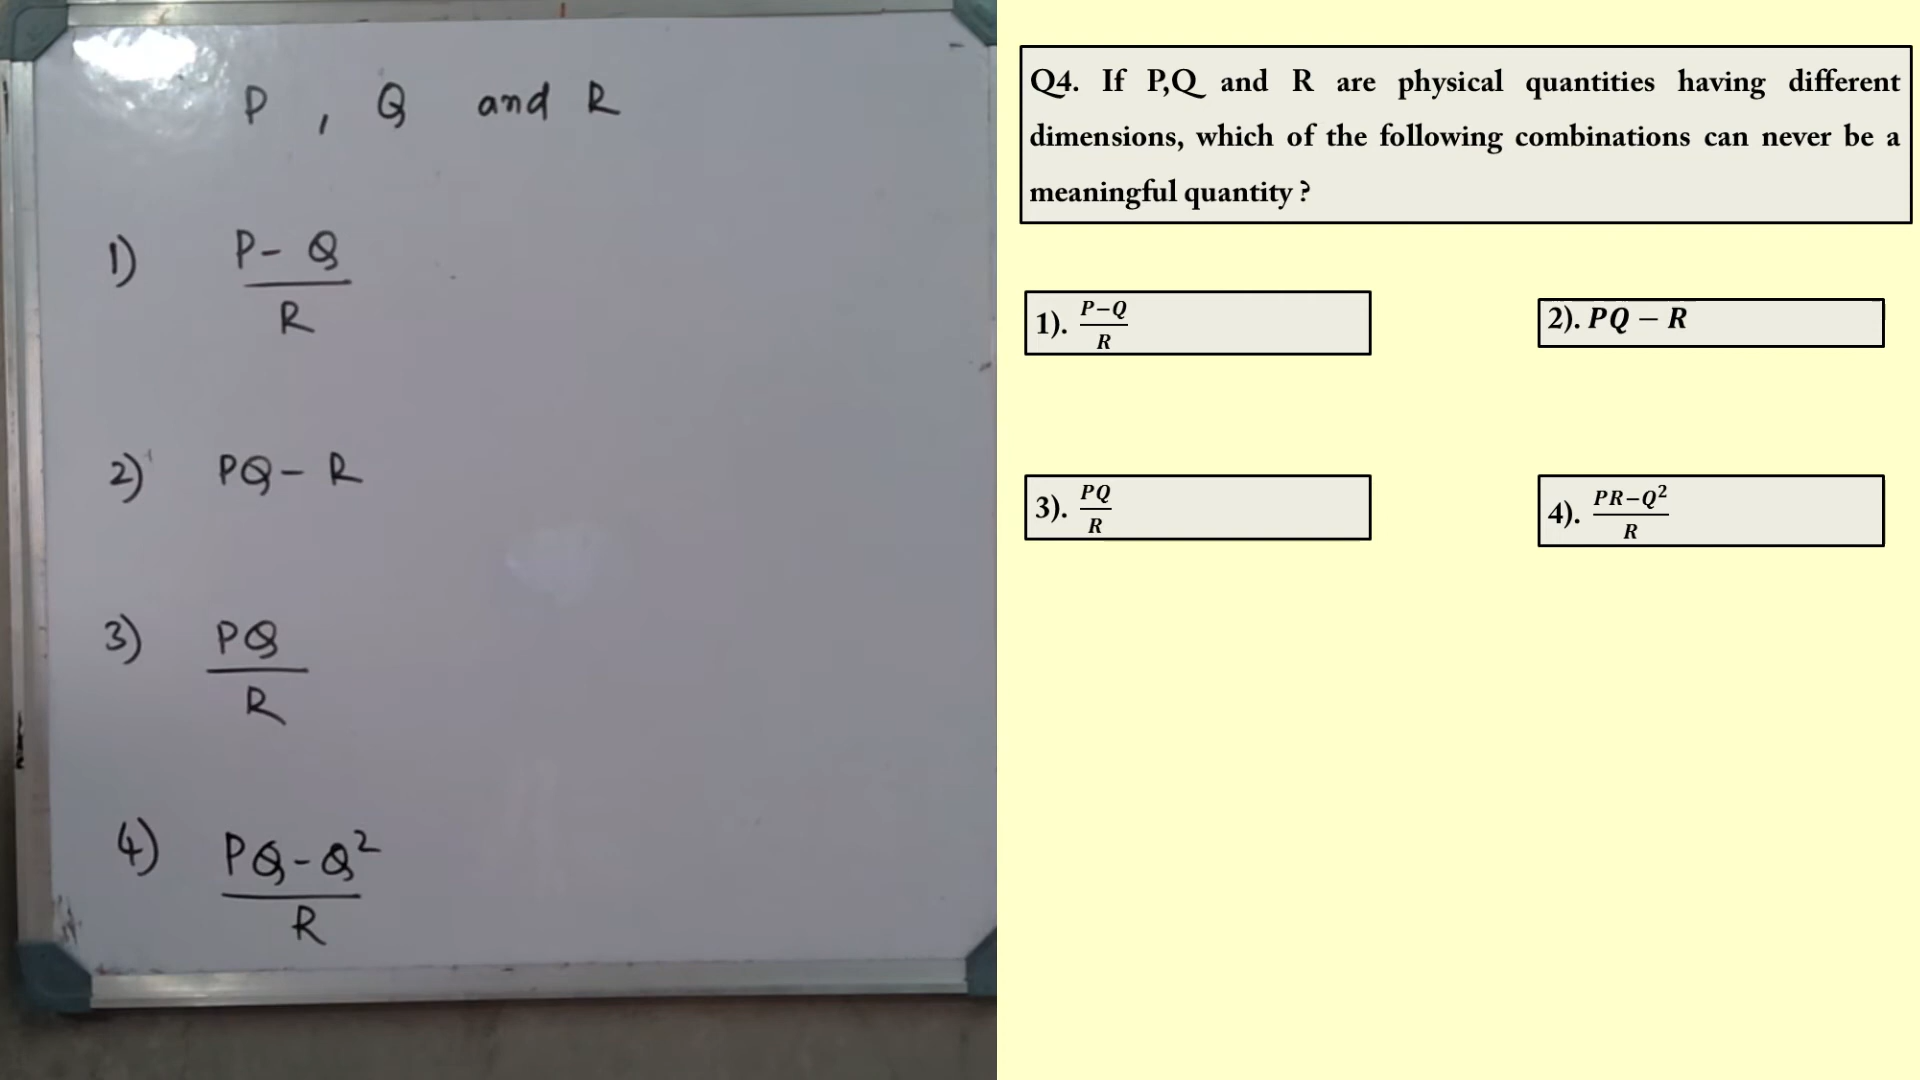 P , Q and R
1) P - Q / R
2) PQ - R
3) PQ / R
4) PQ - Q² / R
Q4. If P,Q and R are physical quantities having different
dimensions, which of the following combinations can never be a
meaningful quantity ?
1). P−Q / R
2). PQ − R
3). PQ / R
4). PR−Q² / R